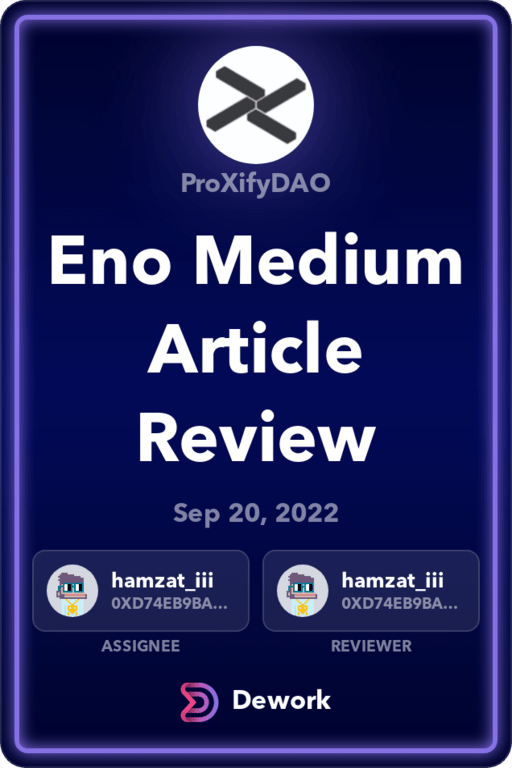 ProXifyDAO
Eno Medium
Article
Review
Sep 20, 2022
hamzat_iii
0XD74EB9BA...
ASSIGNEE
hamzat_iii
0XD74EB9BA...
REVIEWER
Dework